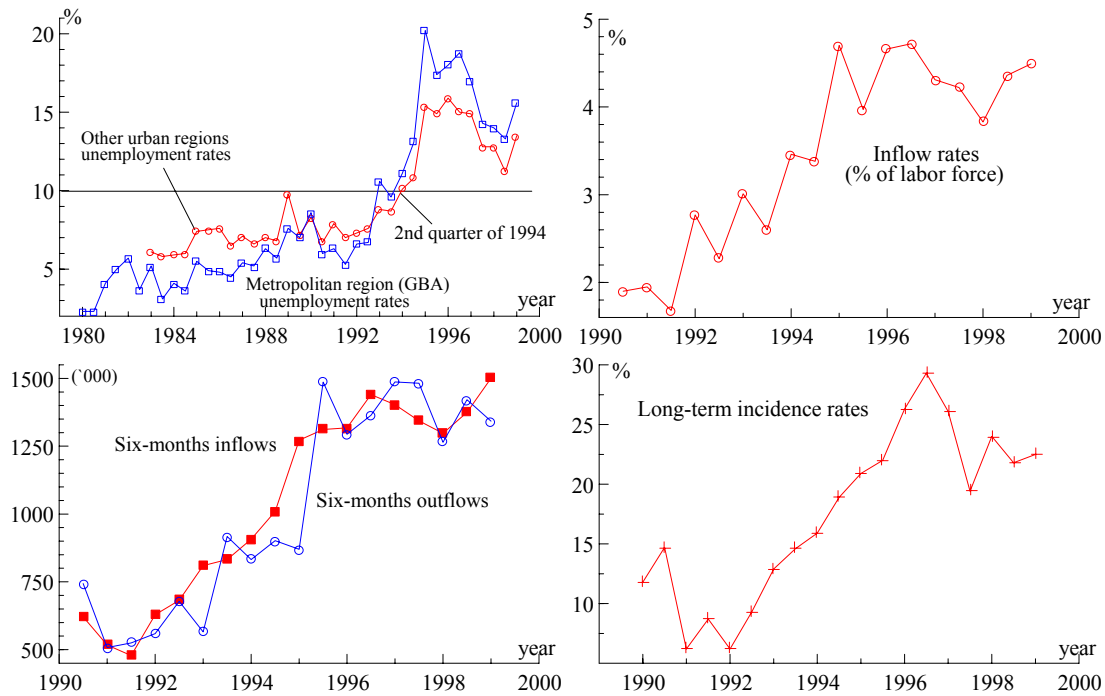 %
20
15
10
5
Other urban regions
unemployment rates
2nd quarter of 1994
Metropolitan region (GBA)
unemployment rates
year
1980 1984 1988 1992 1996 2000
5
%
4
3
2
Inflow rates
(% of labor force)
year
1990 1992 1994 1996 1998 2000
(`000)
1500
1250
1000
750
500
Six-months inflows
Six-months outflows
year
1990 1992 1994 1996 1998 2000
30
%
25
20
15
10
Long-term incidence rates
year
1990 1992 1994 1996 1998 2000